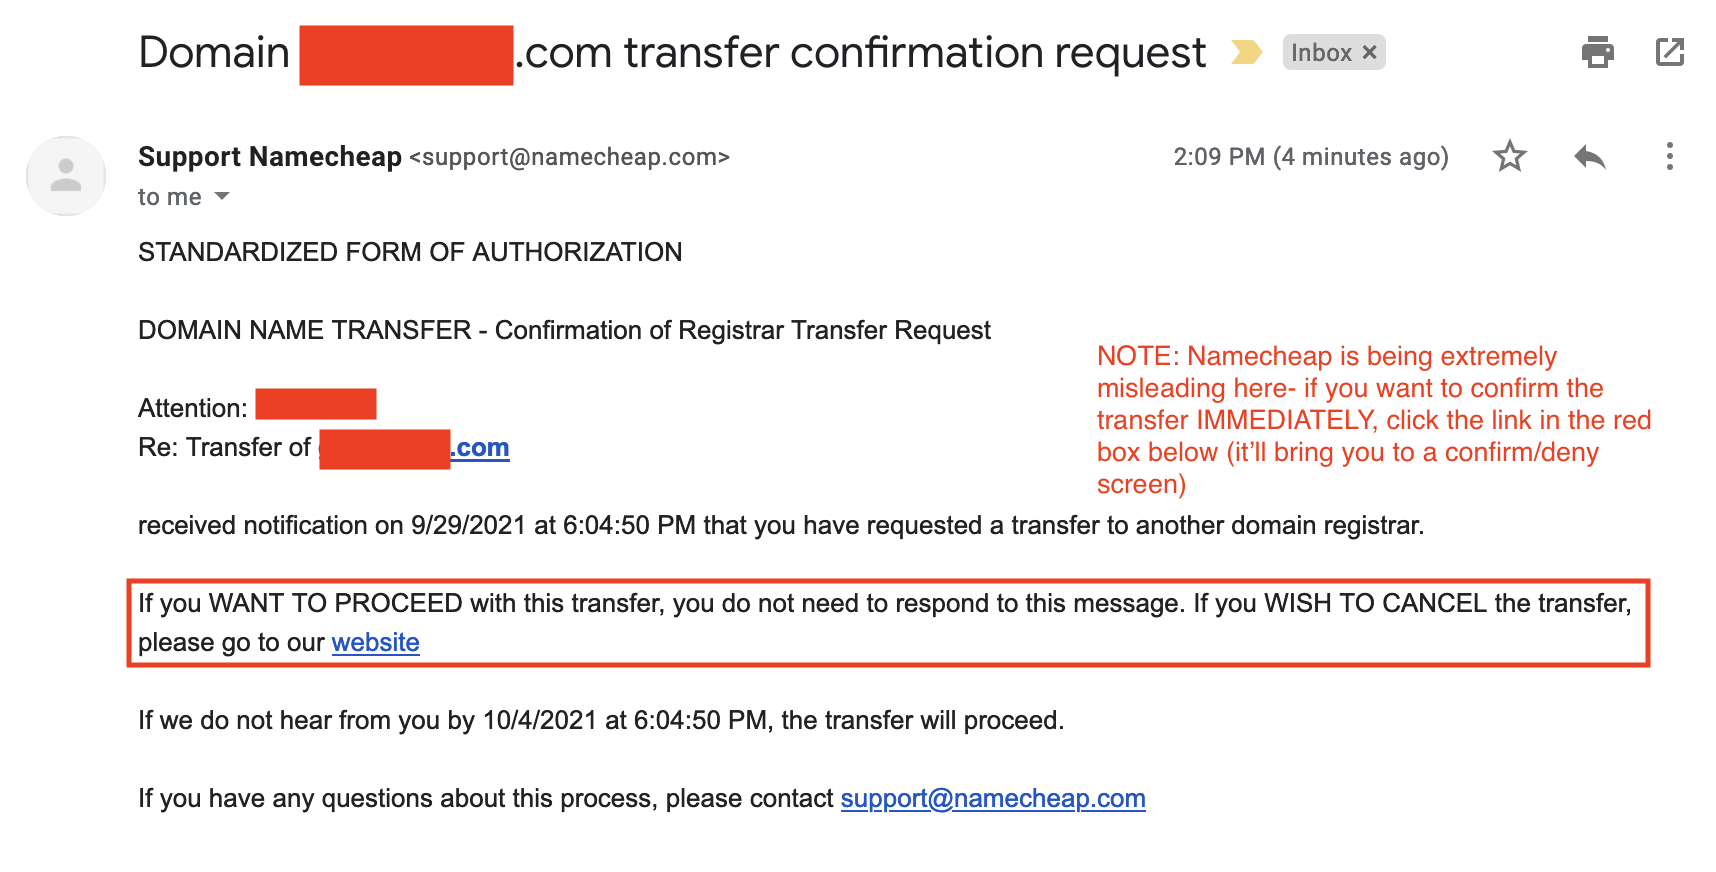 Domain .com transfer confirmation request Inbox ×
Support Namecheap <support@namecheap.com> 2:09 PM (4 minutes ago)
to me
STANDARDIZED FORM OF AUTHORIZATION
DOMAIN NAME TRANSFER - Confirmation of Registrar Transfer Request
NOTE: Namecheap is being extremely
misleading here- if you want to confirm the
transfer IMMEDIATELY, click the link in the red
box below (it’ll bring you to a confirm/deny
screen)
Attention:
Re: Transfer of .com
received notification on 9/29/2021 at 6:04:50 PM that you have requested a transfer to another domain registrar.
If you WANT TO PROCEED with this transfer, you do not need to respond to this message. If you WISH TO CANCEL the transfer,
please go to our website
If we do not hear from you by 10/4/2021 at 6:04:50 PM, the transfer will proceed.
If you have any questions about this process, please contact support@namecheap.com